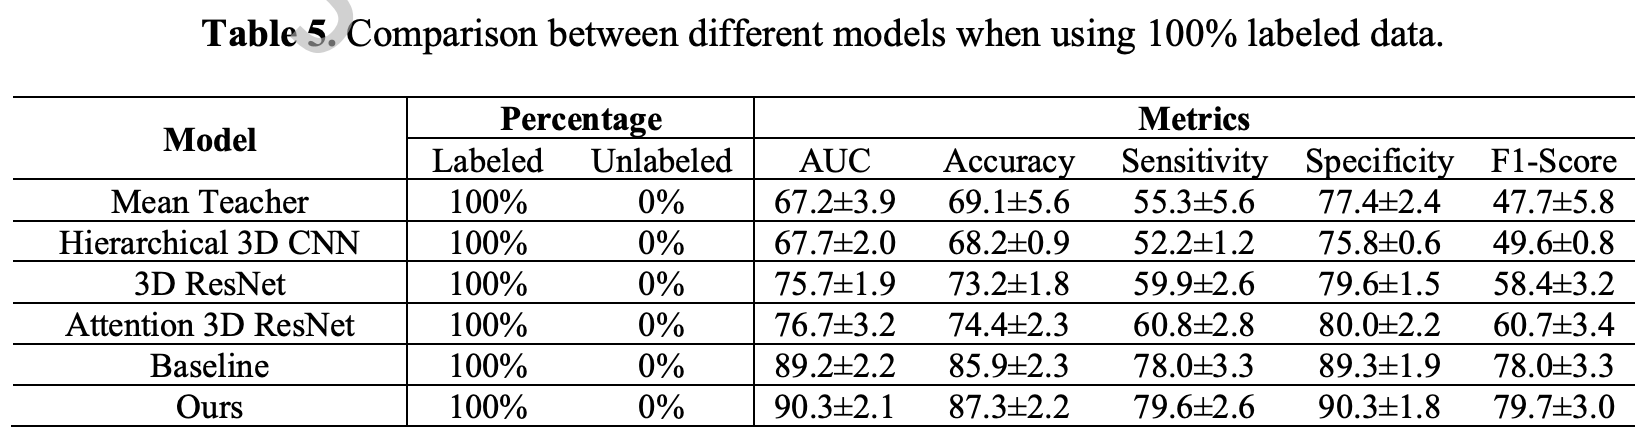 Table 5. Comparison between different models when using 100% labeled data.
Model Percentage Metrics
Labeled Unlabeled AUC Accuracy Sensitivity Specificity F1-Score
Mean Teacher 100% 0% 67.2±3.9 69.1±5.6 55.3±5.6 77.4±2.4 47.7±5.8
Hierarchical 3D CNN 100% 0% 67.7±2.0 68.2±0.9 52.2±1.2 75.8±0.6 49.6±0.8
3D ResNet 100% 0% 75.7±1.9 73.2±1.8 59.9±2.6 79.6±1.5 58.4±3.2
Attention 3D ResNet 100% 0% 76.7±3.2 74.4±2.3 60.8±2.8 80.0±2.2 60.7±3.4
Baseline 100% 0% 89.2±2.2 85.9±2.3 78.0±3.3 89.3±1.9 78.0±3.3
Ours 100% 0% 90.3±2.1 87.3±2.2 79.6±2.6 90.3±1.8 79.7±3.0